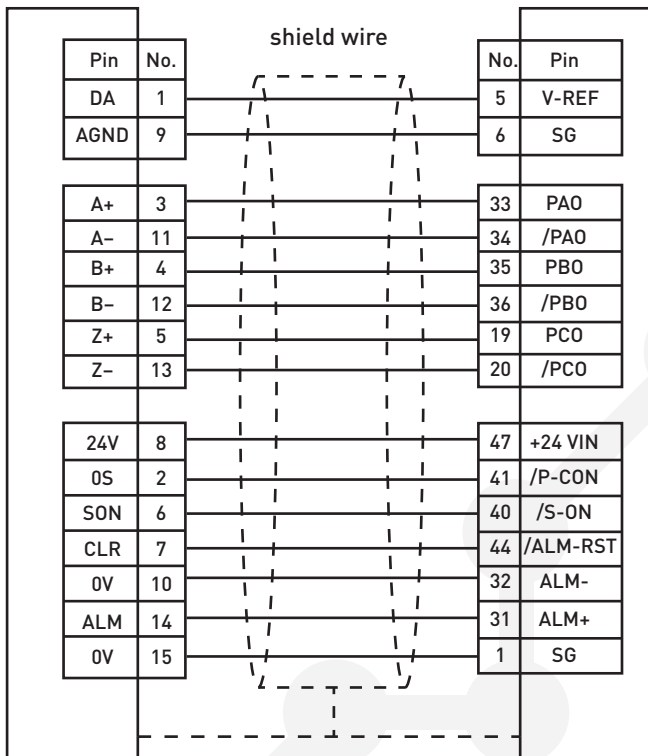 shield wire
Pin No. No. Pin
DA 1 5 V-REF
AGND 9 6 SG
A+ 3 33 PAO
A− 11 34 /PAO
B+ 4 35 PBO
B− 12 36 /PBO
Z+ 5 19 PCO
Z− 13 20 /PCO
24V 8 47 +24 VIN
0S 2 41 /P-CON
SON 6 40 /S-ON
CLR 7 44 /ALM-RST
0V 10 32 ALM-
ALM 14 31 ALM+
0V 15 1 SG